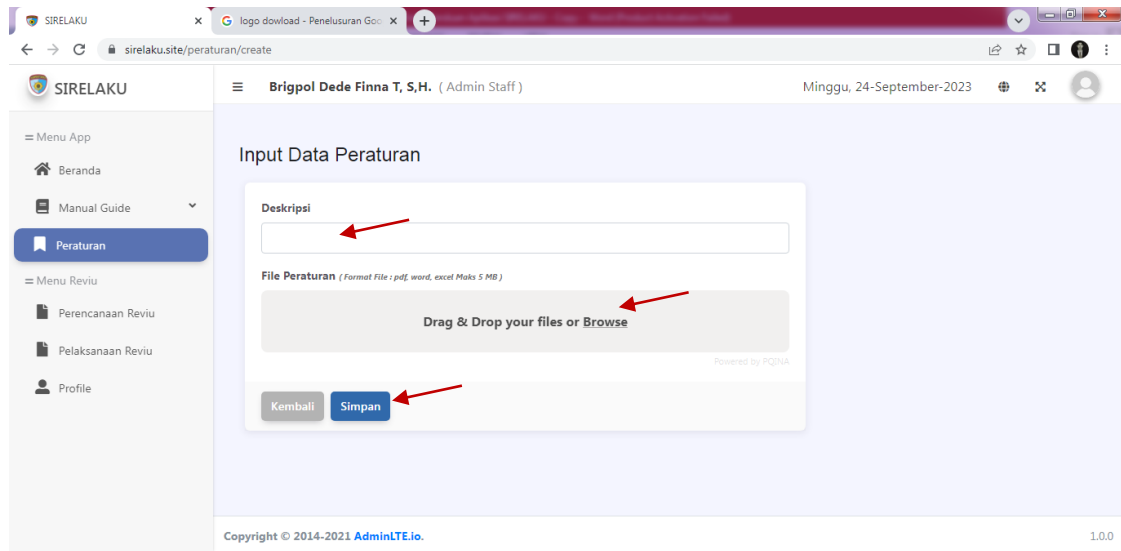 SIRELAKU
logo dowload - Penelusuran Goo
sirelaku.site/peraturan/create
SIRELAKU
Brigpol Dede Finna T, S,H. ( Admin Staff )
Minggu, 24-September-2023
Menu App
Beranda
Manual Guide
Peraturan
Menu Reviu
Perencanaan Reviu
Pelaksanaan Reviu
Profile
Input Data Peraturan
Deskripsi
File Peraturan ( Format File : pdf, word, excel Maks 5 MB )
Drag & Drop your files or Browse
Powered by PQINA
Kembali
Simpan
Copyright © 2014-2021 AdminLTE.io.
1.0.0